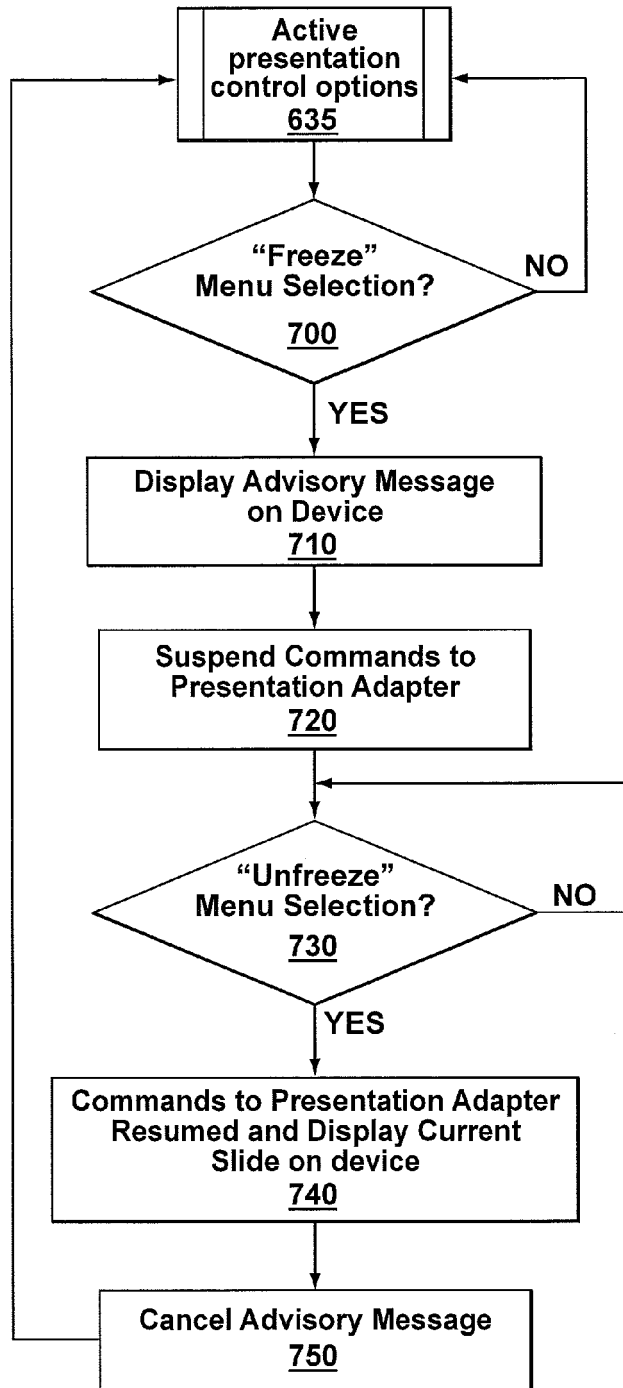 Active
presentation
control options
635
“Freeze”
Menu Selection?
700
NO
YES
Display Advisory Message
on Device
710
Suspend Commands to
Presentation Adapter
720
“Unfreeze”
Menu Selection?
730
NO
YES
Commands to Presentation Adapter
Resumed and Display Current
Slide on device
740
Cancel Advisory Message
750